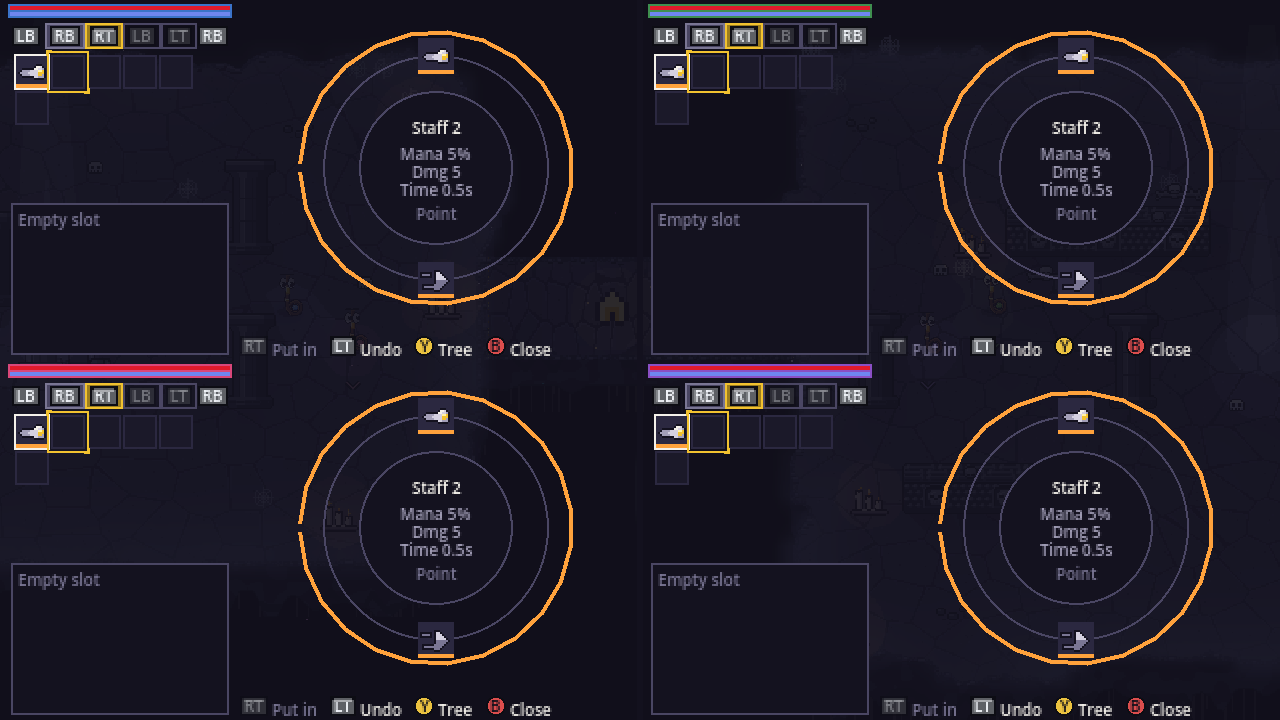 LB RB RT LB LT RB
Staff 2
Mana 5%
Dmg 5
Time 0.5s
Point
Empty slot
RT Put in LT Undo Y Tree B Close
LB RB RT LB LT RB
Staff 2
Mana 5%
Dmg 5
Time 0.5s
Point
Empty slot
RT Put in LT Undo Y Tree B Close
LB RB RT LB LT RB
Staff 2
Mana 5%
Dmg 5
Time 0.5s
Point
Empty slot
RT Put in LT Undo Y Tree B Close
LB RB RT LB LT RB
Staff 2
Mana 5%
Dmg 5
Time 0.5s
Point
Empty slot
RT Put in LT Undo Y Tree B Close